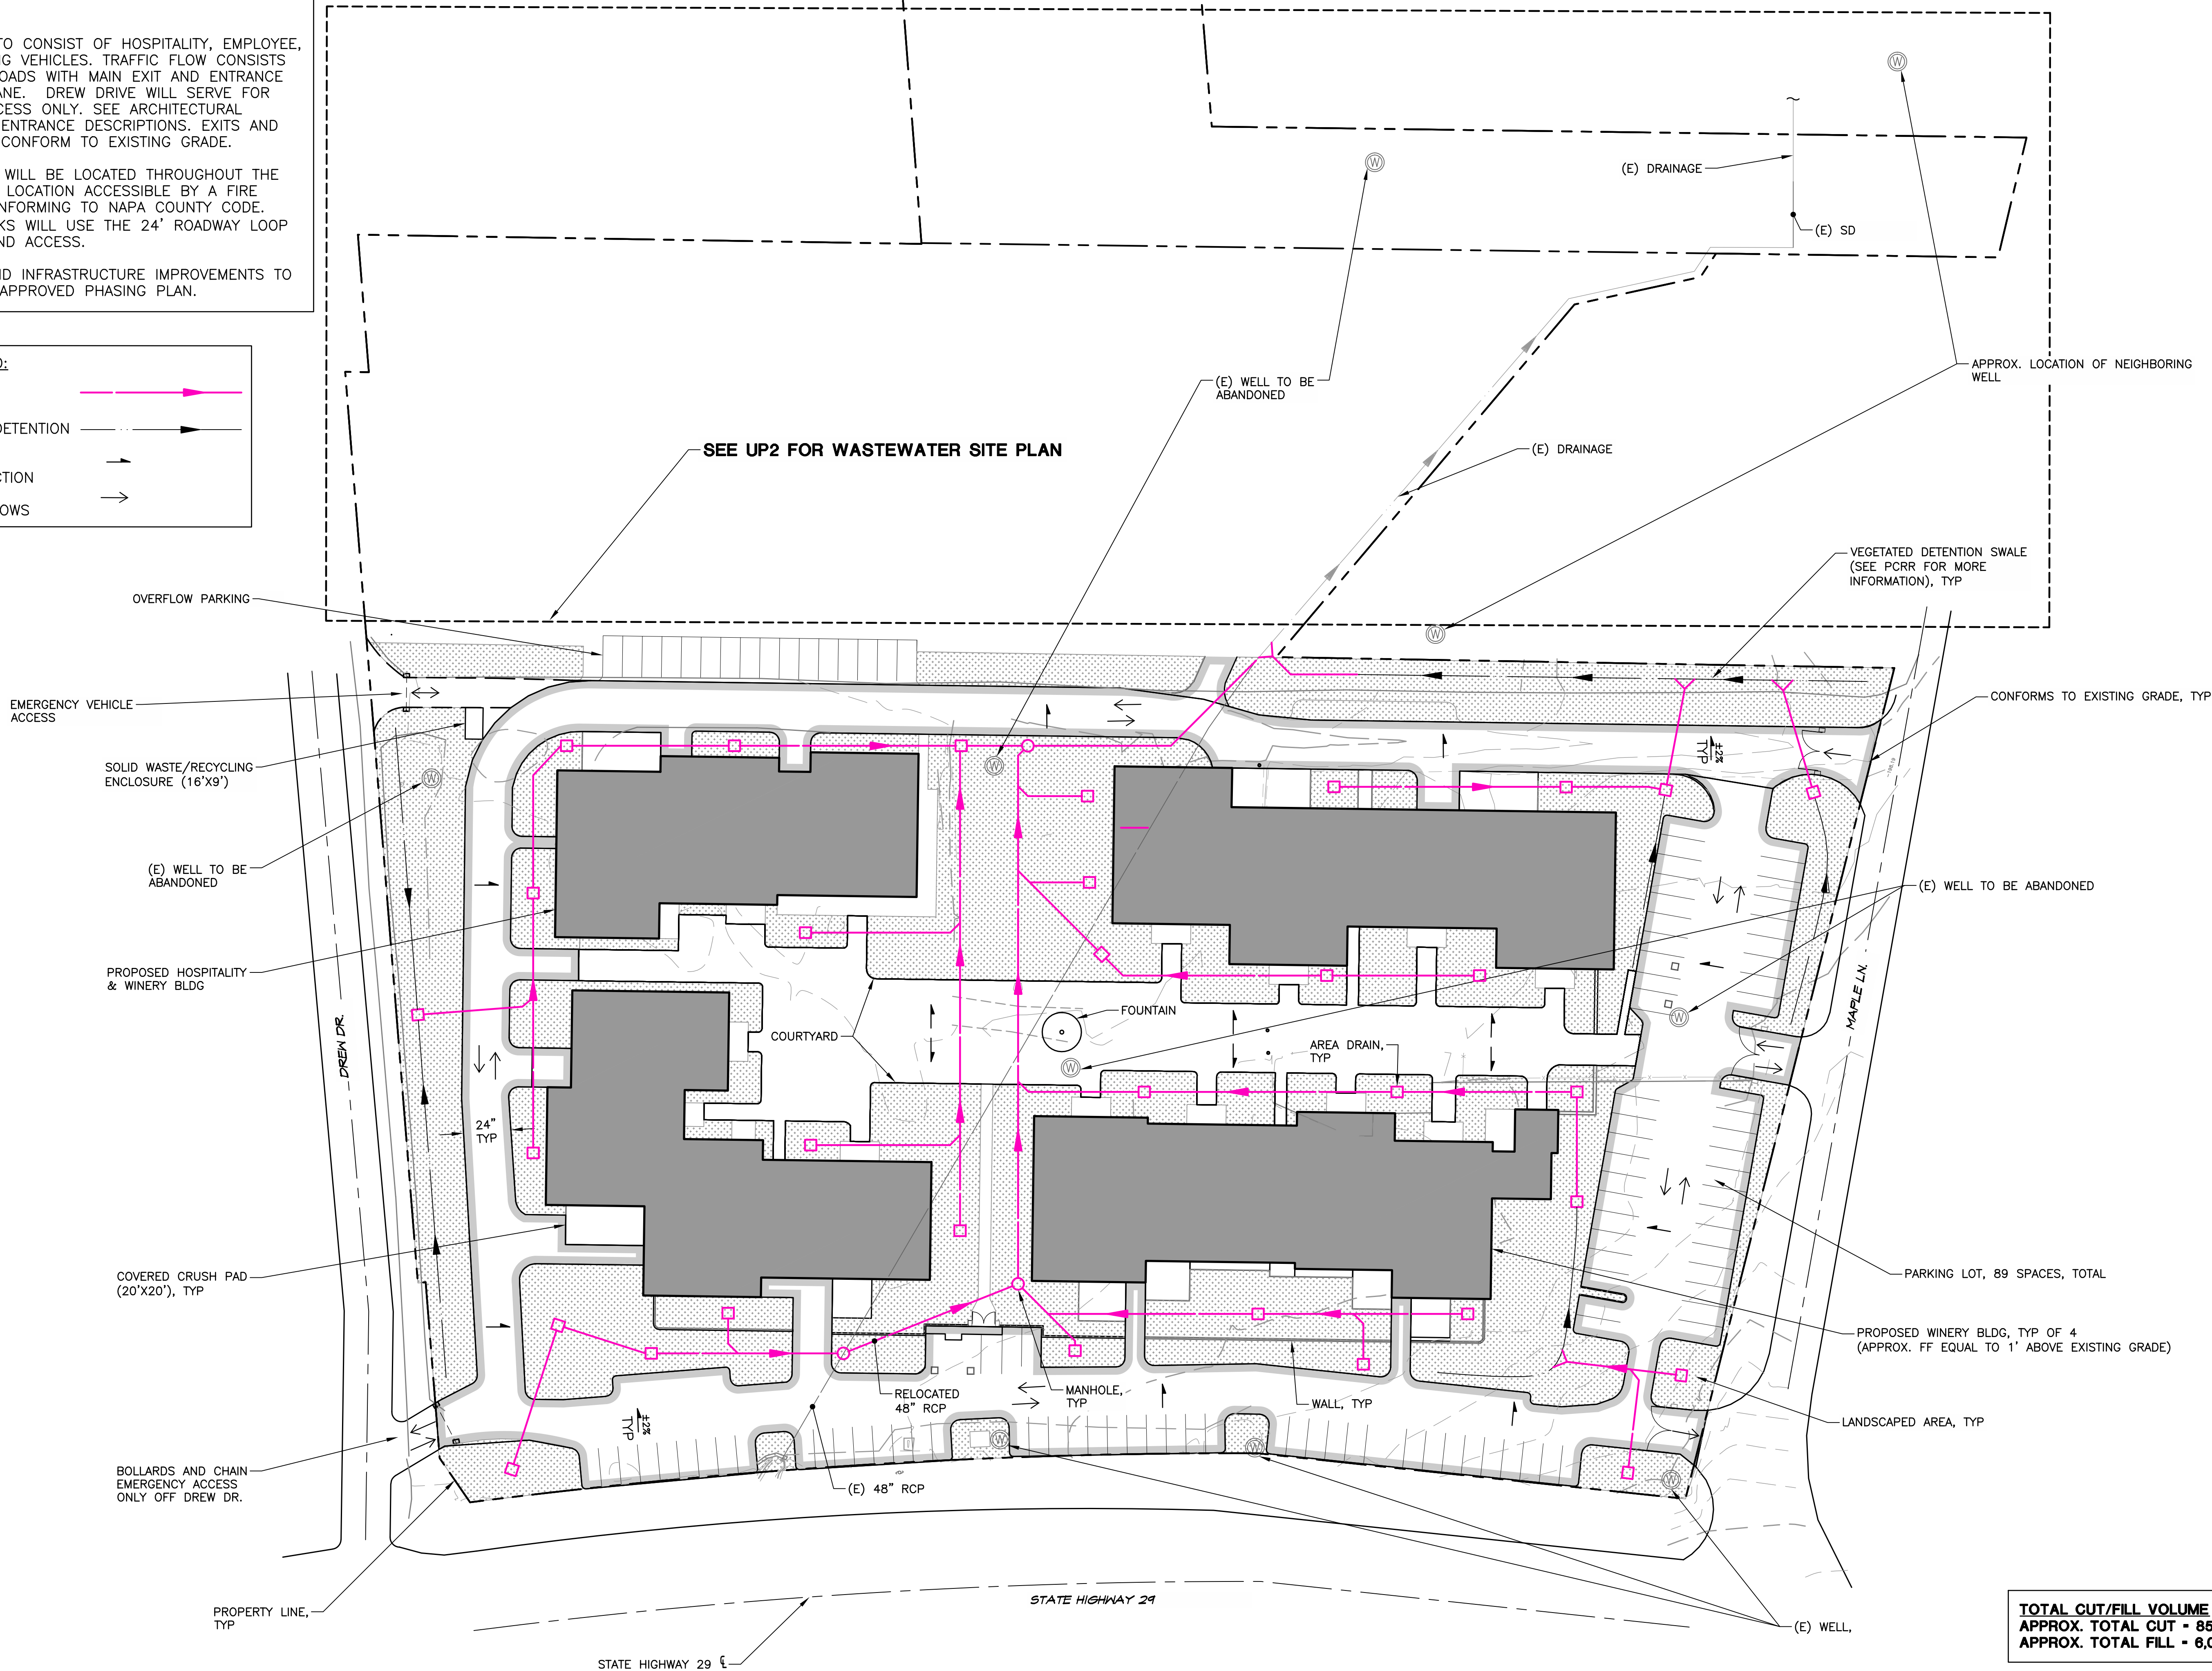 TO CONSIST OF HOSPITALITY, EMPLOYEE,
VEHICLES. TRAFFIC FLOW CONSISTS
WITH MAIN EXIT AND ENTRANCE
DREW DRIVE WILL SERVE FOR
ONLY. SEE ARCHITECTURAL
ENTRANCE DESCRIPTIONS. EXITS AND
CONFORM TO EXISTING GRADE.
WILL BE LOCATED THROUGHOUT THE
LOCATION ACCESSIBLE BY A FIRE
TO NAPA COUNTY CODE.
WILL USE THE 24' ROADWAY LOOP
ACCESS.
INFRASTRUCTURE IMPROVEMENTS TO
APPROVED PHASING PLAN.
DETENTION
(E) DRAINAGE
(E) SD
APPROX. LOCATION OF NEIGHBORING
WELL
(E) WELL TO BE
ABANDONED
SEE UP2 FOR WASTEWATER SITE PLAN
(E) DRAINAGE
VEGETATED DETENTION SWALE
(SEE PCRR FOR MORE
INFORMATION), TYP
OVERFLOW PARKING
EMERGENCY VEHICLE
ACCESS
CONFORMS TO EXISTING GRADE, TYP
SOLID WASTE/RECYCLING
ENCLOSURE (16'X9')
±2%
TYP
(E) WELL TO BE
ABANDONED
(E) WELL TO BE ABANDONED
PROPOSED HOSPITALITY
& WINERY BLDG
DREW DR.
MAPLE LN.
COURTYARD
FOUNTAIN
AREA DRAIN,
TYP
24"
TYP
COVERED CRUSH PAD
(20'X20'), TYP
PARKING LOT, 89 SPACES, TOTAL
PROPOSED WINERY BLDG, TYP OF 4
(APPROX. FF EQUAL TO 1' ABOVE EXISTING GRADE)
RELOCATED
48" RCP
MANHOLE,
TYP
WALL, TYP
LANDSCAPED AREA, TYP
±2%
TYP
BOLLARDS AND CHAIN
EMERGENCY ACCESS
ONLY OFF DREW DR.
(E) 48" RCP
PROPERTY LINE,
TYP
STATE HIGHWAY 29
(E) WELL,
STATE HIGHWAY 29 ℄
TOTAL CUT/FILL VOLUME
APPROX. TOTAL CUT - 85
APPROX. TOTAL FILL - 6,0
W
W
W
W
W
W
W
W
W
W